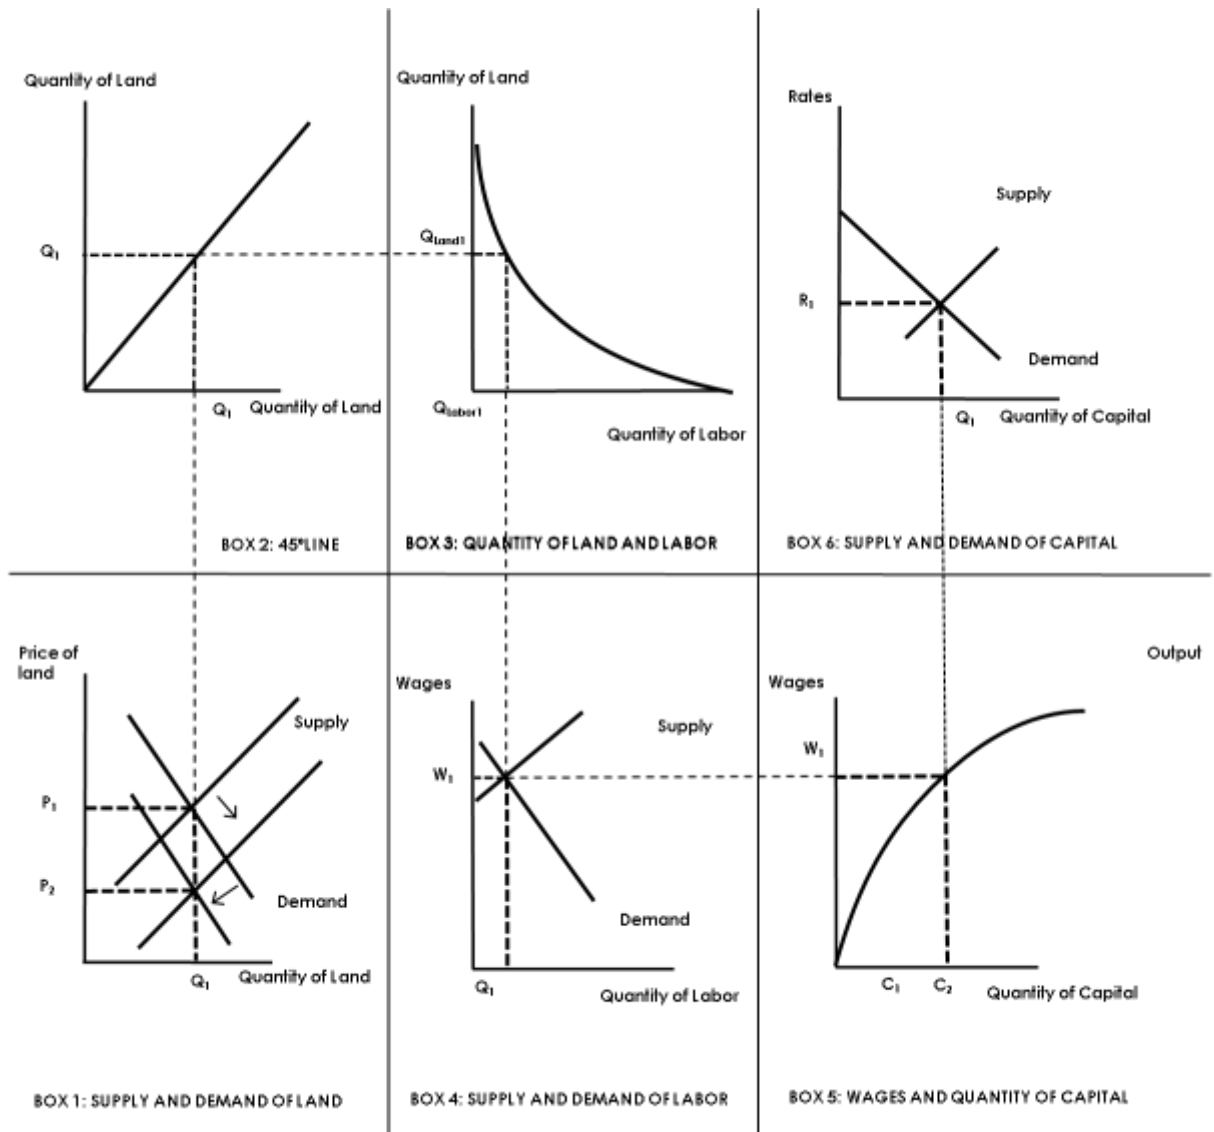 Quantity of Land
Q1
Q1
Quantity of Land
BOX 2: 45°LINE
Quantity of Land
QLand1
QLabor1
Quantity of Labor
BOX 3: QUANTITY OF LAND AND LABOR
Rates
Supply
R1
Demand
Q1
Quantity of Capital
BOX 6: SUPPLY AND DEMAND OF CAPITAL
Price of
land
Supply
P1
P2
Demand
Q1
Quantity of Land
BOX 1: SUPPLY AND DEMAND OF LAND
Wages
Supply
W1
Demand
Q1
Quantity of Labor
BOX 4: SUPPLY AND DEMAND OF LABOR
Output
Wages
W1
C1
C2
Quantity of Capital
BOX 5: WAGES AND QUANTITY OF CAPITAL